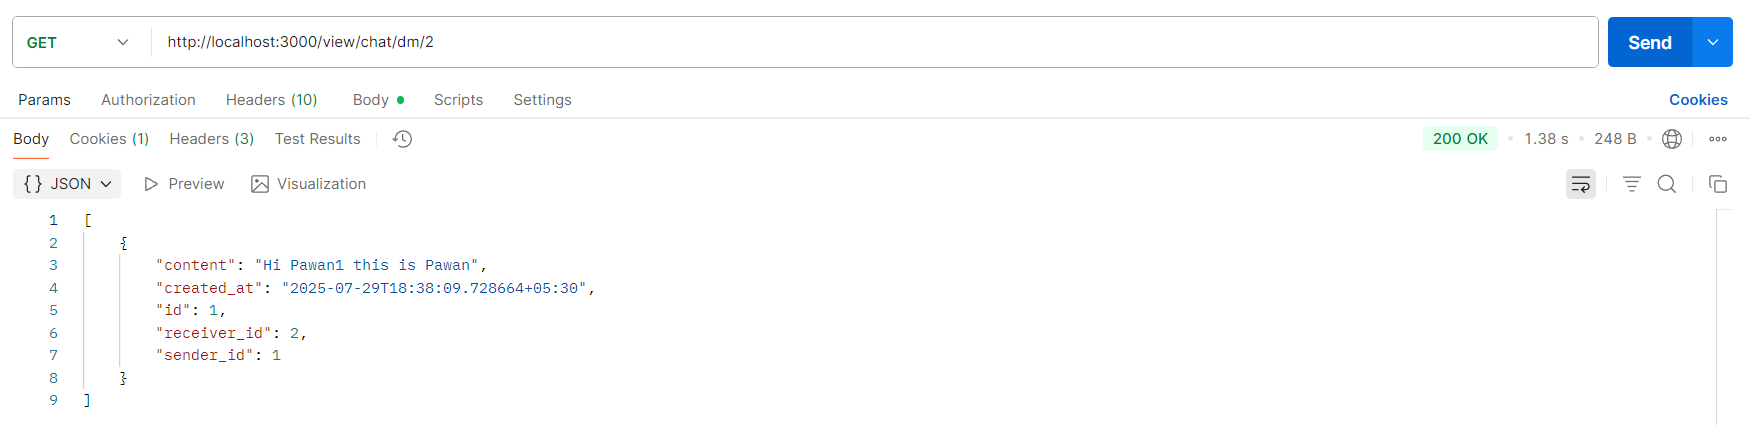 GET http://localhost:3000/view/chat/dm/2 Send
Params Authorization Headers (10) Body Scripts Settings Cookies
Body Cookies (1) Headers (3) Test Results 200 OK 1.38 s 248 B
{} JSON Preview Visualization
1 [
2 {
3 "content": "Hi Pawan1 this is Pawan",
4 "created_at": "2025-07-29T18:38:09.728664+05:30",
5 "id": 1,
6 "receiver_id": 2,
7 "sender_id": 1
8 }
9 ]